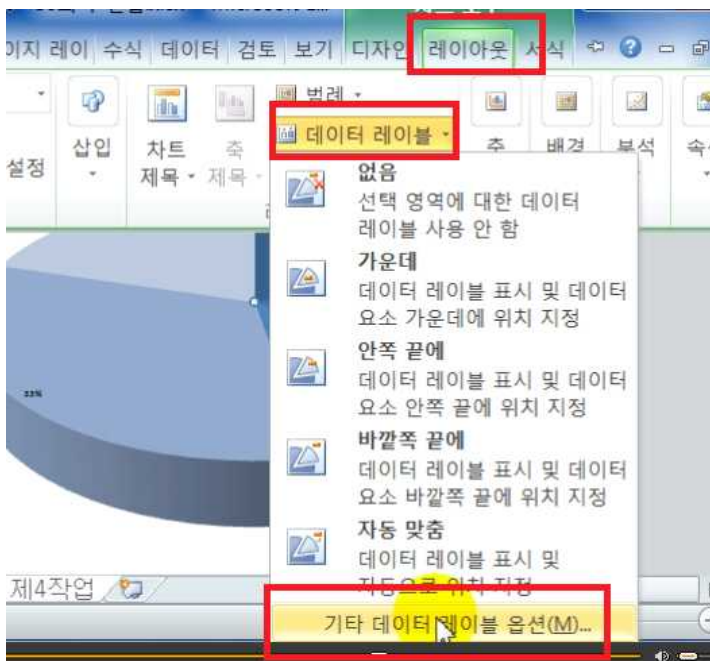 이지 레이 수식 데이터 검토 보기 디자인 레이아웃 서식
설정 삽입 차트 제목 축 제목
범례
데이터 레이블
축 배경 분석
없음
선택 영역에 대한 데이터
레이블 사용 안 함
가운데
데이터 레이블 표시 및 데이터
요소 가운데에 위치 지정
안쪽 끝에
데이터 레이블 표시 및 데이터
요소 안쪽 끝에 위치 지정
바깥쪽 끝에
데이터 레이블 표시 및 데이터
요소 바깥쪽 끝에 위치 지정
자동 맞춤
데이터 레이블 표시 및
자동으로 위치 지정
기타 데이터 레이블 옵션(M)...
33%
제4작업